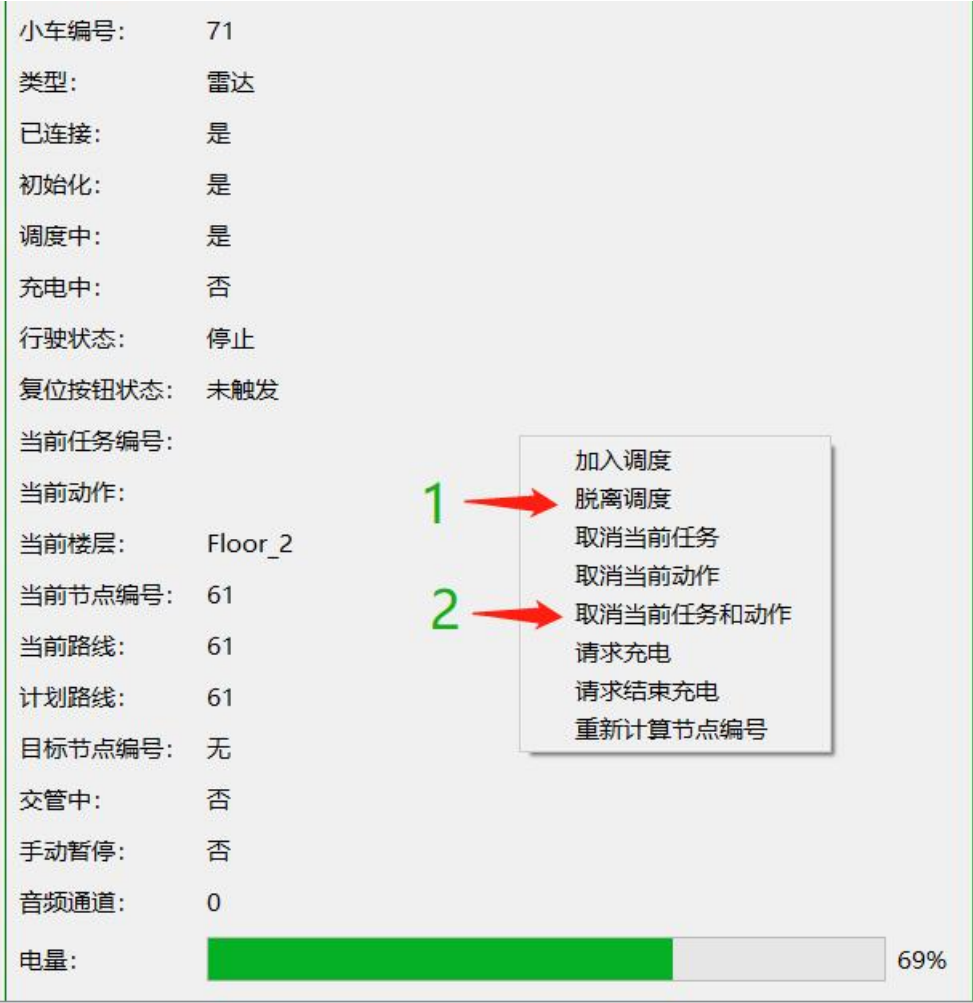 小车编号: 71
类型: 雷达
已连接: 是
初始化: 是
调度中: 是
充电中: 否
行驶状态: 停止
复位按钮状态: 未触发
当前任务编号:
当前动作:
当前楼层: Floor_2
当前节点编号: 61
当前路线: 61
计划路线: 61
目标节点编号: 无
交管中: 否
手动暂停: 否
音频通道: 0
电量: 69%
加入调度
1 脱离调度
取消当前任务
取消当前动作
2 取消当前任务和动作
请求充电
请求结束充电
重新计算节点编号